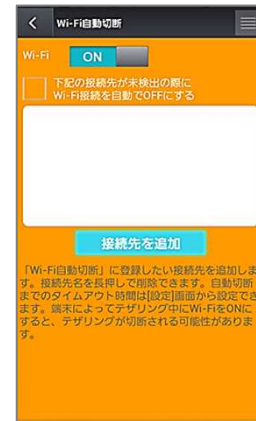 Wi-Fi自動切断
Wi-Fi
ON
下記の接続先が未検出の際に
Wi-Fi接続を自動でOFFにする
接続先を追加
「Wi-Fi自動切断」に登録したい接続先を追加しま
す。接続先名を長押しで削除できます。自動切断
までのタイムアウト時間は[設定]画面から設定でき
ます。端末によってテザリング中にWi-FiをONに
すると、テザリングが切断される可能性がありま
す。